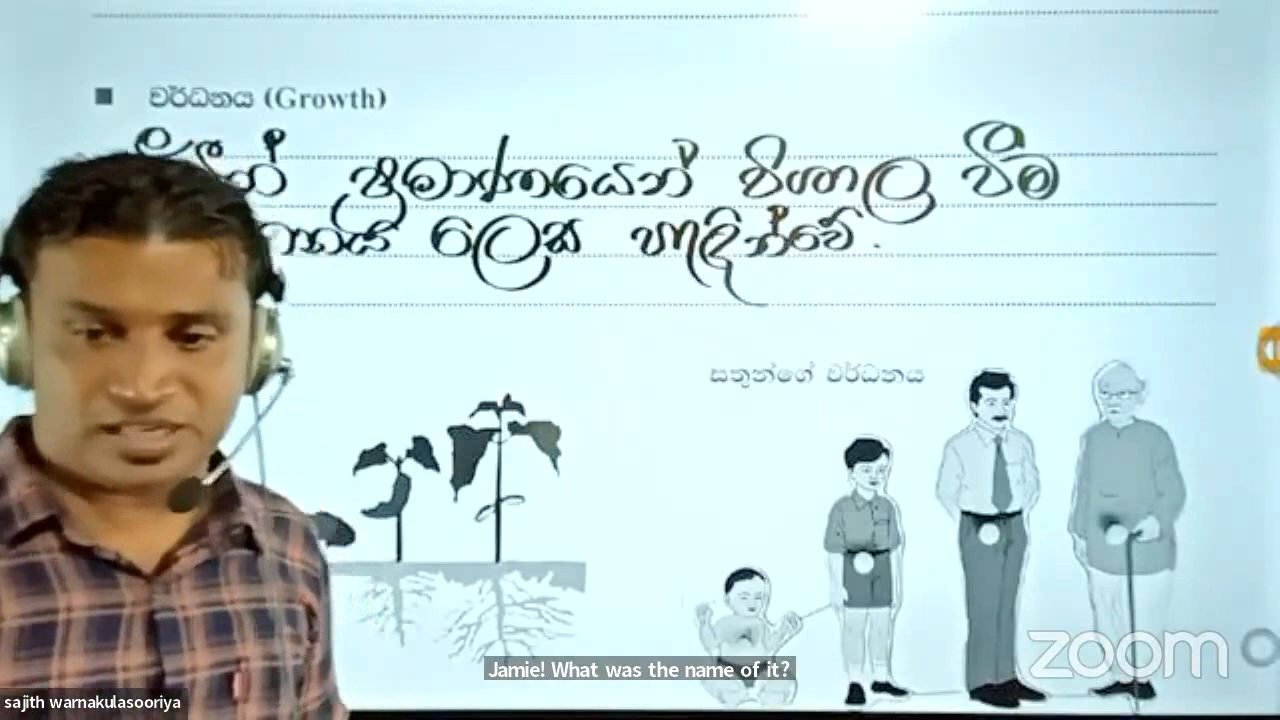 ■ වර්ධනය (Growth)
ප්‍රමාණයෙන් විශාල වීම
ලෙස හැඳින්වේ.
සතුන්ගේ වර්ධනය
Jamie! What was the name of it?
zoom
sajith warnakulasooriya